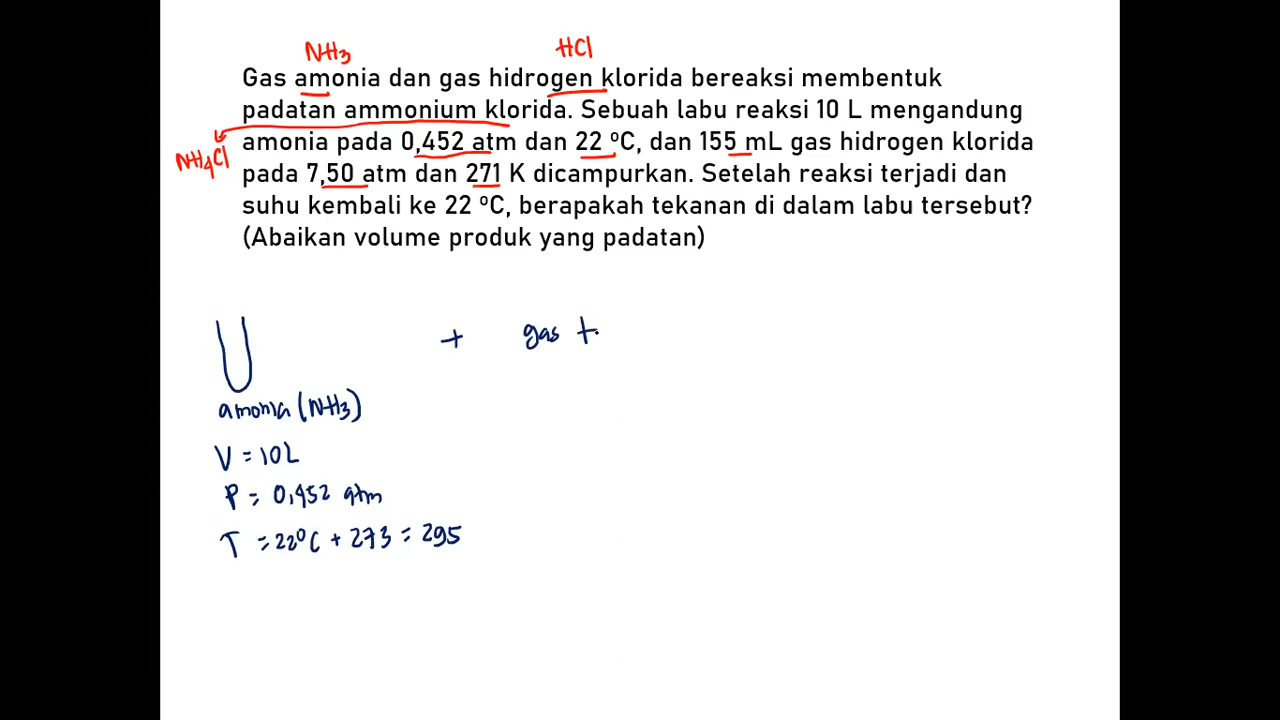 NH3 HCl
Gas amonia dan gas hidrogen klorida bereaksi membentuk
padatan ammonium klorida. Sebuah labu reaksi 10 L mengandung
amonia pada 0,452 atm dan 22 ºC, dan 155 mL gas hidrogen klorida
NH4Cl
pada 7,50 atm dan 271 K dicampurkan. Setelah reaksi terjadi dan
suhu kembali ke 22 ºC, berapakah tekanan di dalam labu tersebut?
(Abaikan volume produk yang padatan)
+ gas
amonia (NH3)
V = 10L
P = 0,452 atm
T = 22ºC + 273 = 295